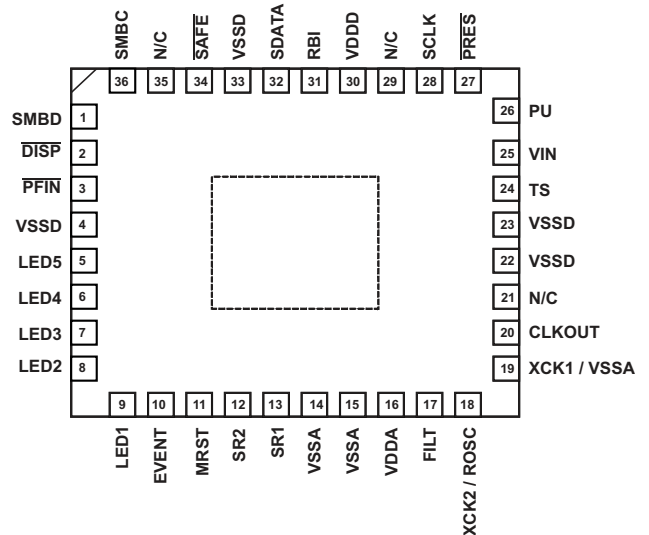 SMBC
N/C
SAFE
VSSD
SDATA
RBI
VDDD
N/C
SCLK
PRES
36 35 34 33 32 31 30 29 28 27
SMBD 1
DISP 2
PFIN 3
VSSD 4
LED5 5
LED4 6
LED3 7
LED2 8
26 PU
25 VIN
24 TS
23 VSSD
22 VSSD
21 N/C
20 CLKOUT
19 XCK1 / VSSA
9 10 11 12 13 14 15 16 17 18
LED1
EVENT
MRST
SR2
SR1
VSSA
VSSA
VDDA
FILT
XCK2 / ROSC